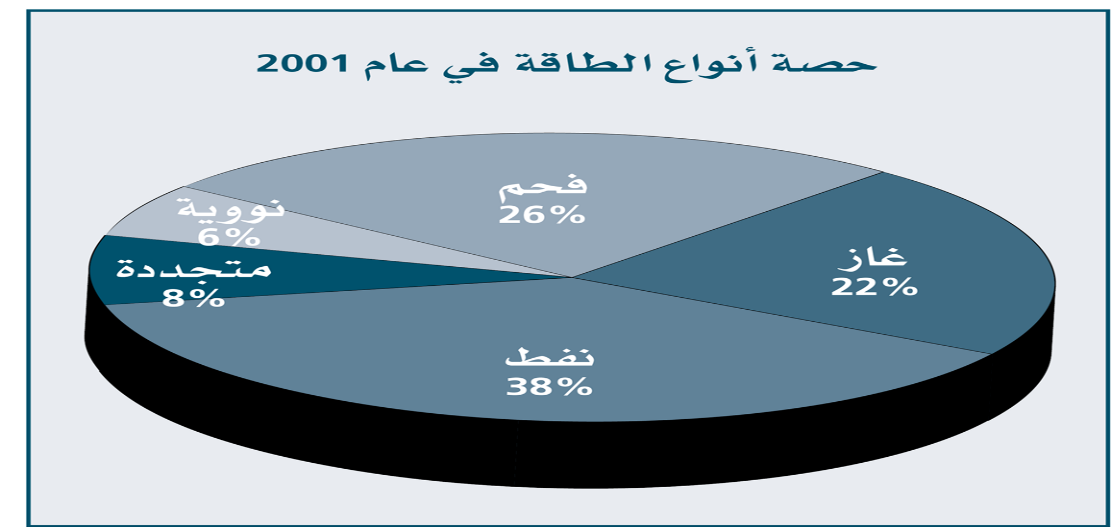 حصة أنواع الطاقة في عام 2001
فحم
26%
نووية
6%
غاز
22%
متجددة
8%
نفط
38%